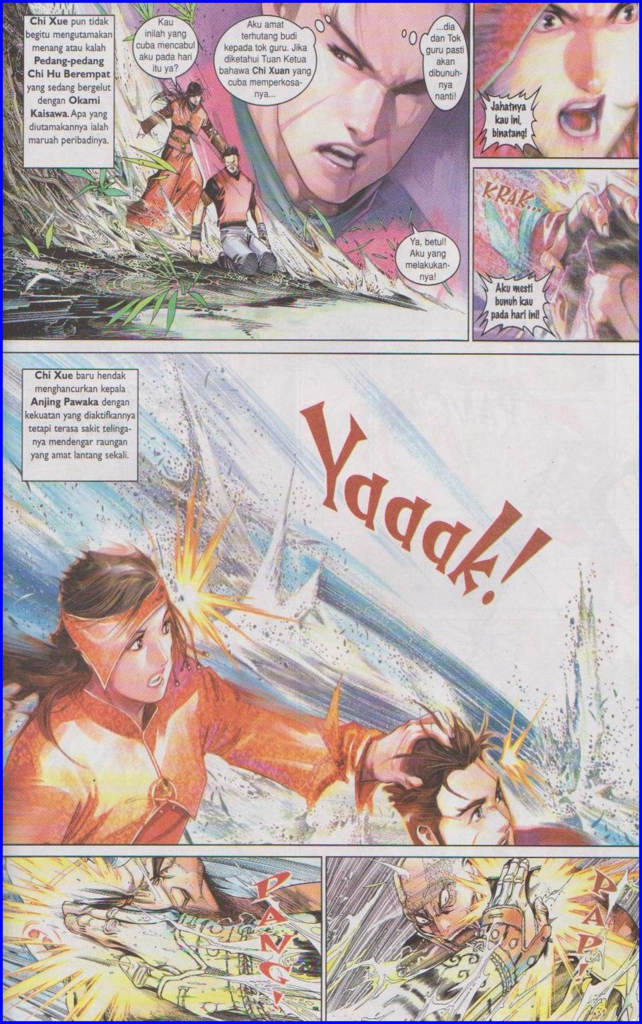 Chi Xue pun tidak
begitu mengutamakan
menang atau kalah
Pedang-pedang
Chi Hu Berempat
yang sedang bergelut
dengan Okami
Kaisawa. Apa yang
diutamakannya ialah
maruah peribadinya.
Kau
inilah yang
cuba mencabul
aku pada hari
itu ya?
Aku amat
terhutang budi
kepada tok guru. Jika
diketahui Tuan Ketua
bahawa Chi Xuan yang
cuba memperkosa-
nya...
...dia
dan Tok
guru pasti
akan
dibunuh-
nya
nanti!
Ya, betul!
Aku yang
melakukan-
nya!
Jahatnya
kau ini,
binatang!
KRAK...
Aku mesti
bunuh kau
pada hari ini!
Chi Xue baru hendak
menghancurkan kepala
Anjing Pawaka dengan
kekuatan yang diaktifkannya
tetapi terasa sakit telinga-
nya mendengar raungan
yang amat lantang sekali.
Yaaak!
PANG!
PAP!